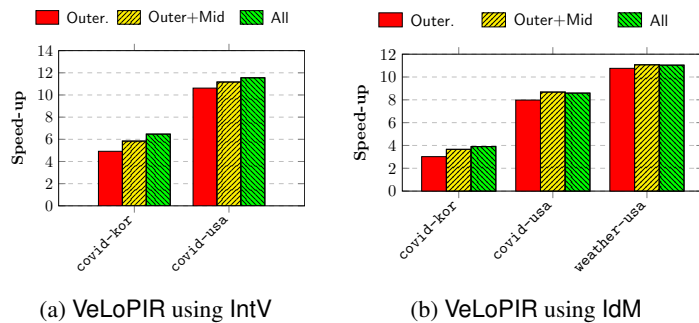 Outer. Outer+Mid All
Speed-up
14
12
10
8
6
4
2
0
covid-kor
covid-usa
(a) VeLoPIR using IntV
Outer. Outer+Mid All
Speed-up
12
10
8
6
4
2
0
covid-kor
covid-usa
weather-usa
(b) VeLoPIR using IdM